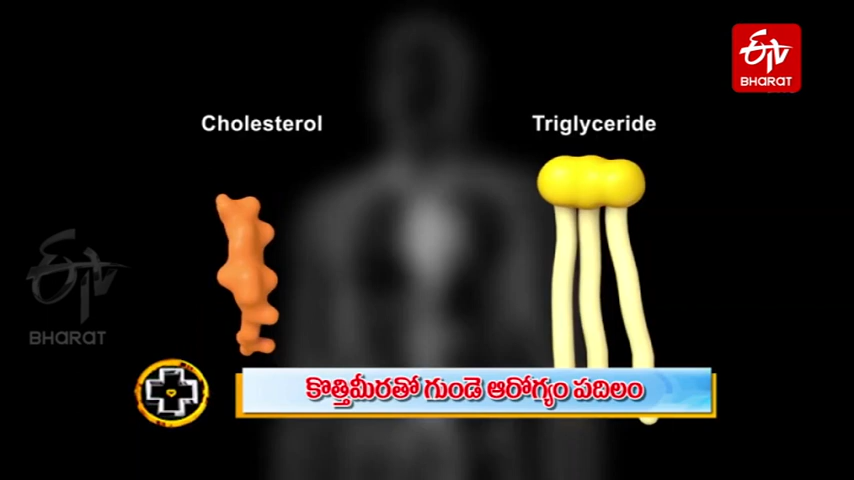 ETV
BHARAT
Cholesterol
Triglyceride
ETV
BHARAT
కొత్తిమీరతో గుండె ఆరోగ్యం పదిలం